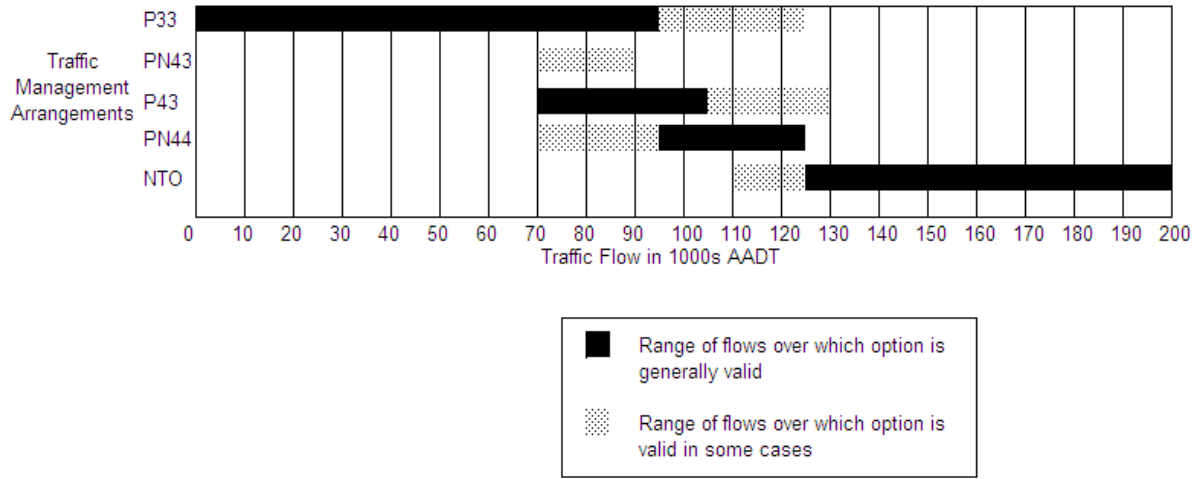 P33
Traffic
Management
Arrangements
PN43
P43
PN44
NTO
0 10 20 30 40 50 60 70 80 90 100 110 120 130 140 150 160 170 180 190 200
Traffic Flow in 1000s AADT
Range of flows over which option is
generally valid
Range of flows over which option is
valid in some cases